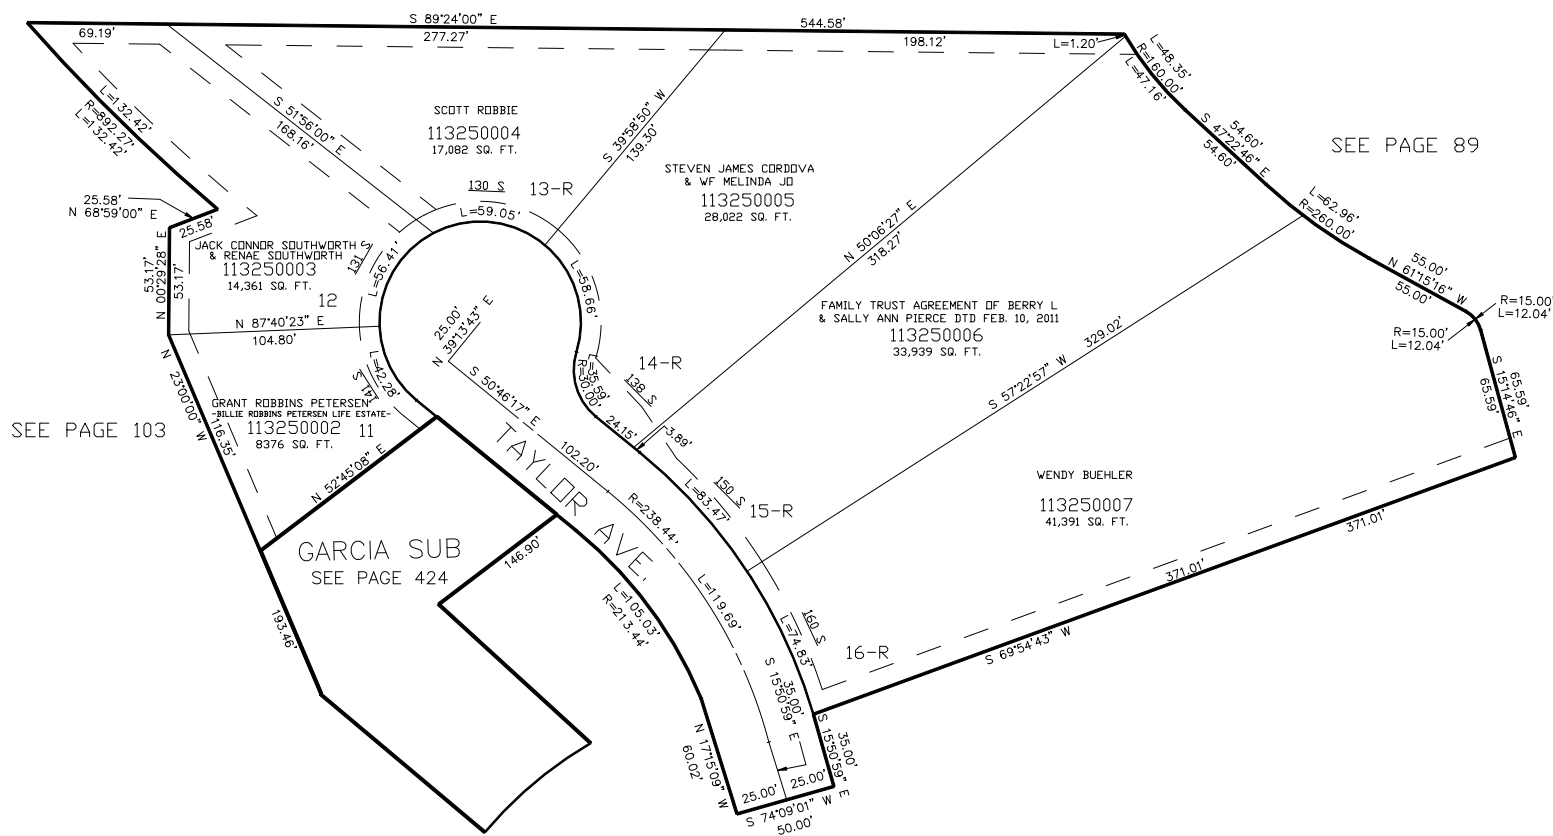 S 89°24'00" E
544.58'
69.19'
277.27'
198.12'
L=1.20'
L=48.35'
R=160.00'
L=47.16'
L=132.42'
R=892.27'
L=132.42'
S 51°56'00" E
168.16'
SCOTT ROBBIE
113250004
17,082 SQ. FT.
S 39°58'50" W
139.30'
S 47°22'46" E
54.60'
54.60'
SEE PAGE 89
STEVEN JAMES CORDOVA
& WF MELINDA JO
113250005
28,022 SQ. FT.
130 S
13-R
L=59.05'
25.58'
N 68°59'00" E
25.58'
L=62.96'
R=260.00'
N 50°06'27" E
318.27'
JACK CONNOR SOUTHWORTH
& RENAE SOUTHWORTH
113250003
14,361 SQ. FT.
131
L=56.41'
53.17'
N 00°29'28" E
53.17'
12
L=58.66'
N 61°15'16" W
55.00'
55.00'
R=15.00'
L=12.04'
R=15.00'
L=12.04'
FAMILY TRUST AGREEMENT OF BERRY L
& SALLY ANN PIERCE DTD FEB. 10, 2011
113250006
33,939 SQ. FT.
329.02'
S 57°22'57" W
N 87°40'23" E
104.80'
25.00'
N 39°13'43" E
14-R
138 S
L=35.59'
R=30.00'
L=42.28'
141 S
S 50°46'17" E
102.20'
65.59'
S 15°14'46" E
65.59'
N 23°00'00" W
116.35'
GRANT ROBBINS PETERSEN
-BILLIE ROBBINS PETERSEN LIFE ESTATE-
113250002
8376 SQ. FT.
11
SEE PAGE 103
24.15'
3.89'
N 52°45'08" E
TAYLOR AVE.
WENDY BUEHLER
113250007
41,391 SQ. FT.
150 S
L=83.47'
15-R
R=238.44'
371.01'
371.01'
S 69°54'43" W
GARCIA SUB
SEE PAGE 424
146.90'
193.46'
L=105.03'
R=213.44'
L=119.69'
160 S
L=74.83'
16-R
S 15°50'59" E
35.00'
S 15°50'59" E
35.00'
N 17°15'09" W
60.02'
25.00'
25.00'
S 74°09'01" W
50.00'